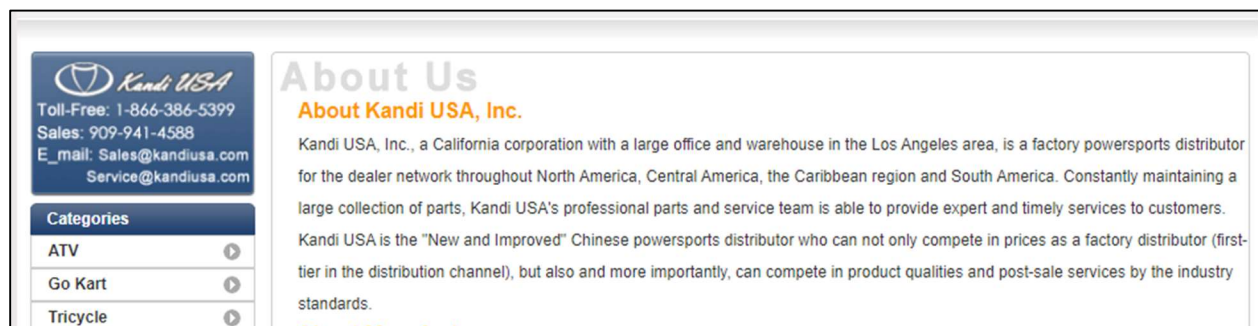 Kandi USA
Toll-Free: 1-866-386-5399
Sales: 909-941-4588
E_mail: Sales@kandiusa.com
Service@kandiusa.com
Categories
ATV
Go Kart
Tricycle
About Us
About Kandi USA, Inc.
Kandi USA, Inc., a California corporation with a large office and warehouse in the Los Angeles area, is a factory powersports distributor
for the dealer network throughout North America, Central America, the Caribbean region and South America. Constantly maintaining a
large collection of parts, Kandi USA's professional parts and service team is able to provide expert and timely services to customers.
Kandi USA is the "New and Improved" Chinese powersports distributor who can not only compete in prices as a factory distributor (first-
tier in the distribution channel), but also and more importantly, can compete in product qualities and post-sale services by the industry
standards.